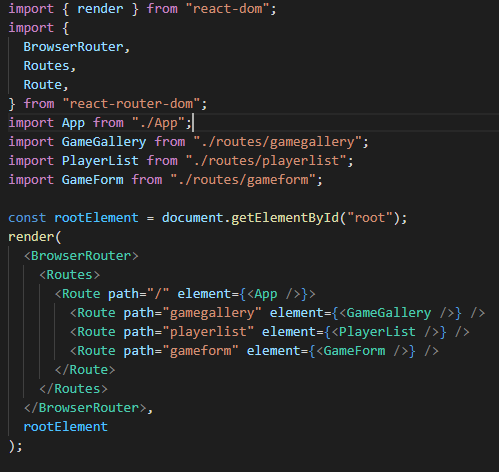 import { render } from "react-dom";
import {
  BrowserRouter,
  Routes,
  Route,
} from "react-router-dom";
import App from "./App";
import GameGallery from "./routes/gamegallery";
import PlayerList from "./routes/playerlist";
import GameForm from "./routes/gameform";

const rootElement = document.getElementById("root");
render(
  <BrowserRouter>
    <Routes>
      <Route path="/" element={<App />}>
        <Route path="gamegallery" element={<GameGallery />} />
        <Route path="playerlist" element={<PlayerList />} />
        <Route path="gameform" element={<GameForm />} />
      </Route>
    </Routes>
  </BrowserRouter>,
  rootElement
);